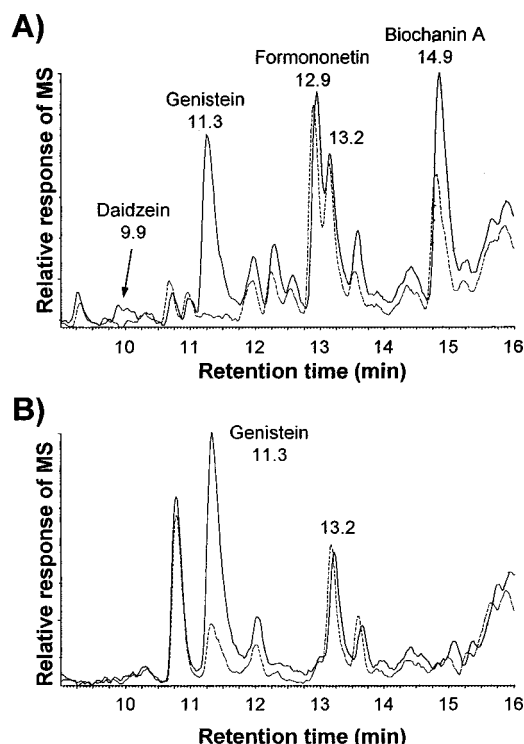 A)
Relative response of MS
Biochanin A
14.9
Formononetin
12.9
Genistein
11.3
13.2
Daidzein
9.9
10 11 12 13 14 15 16
Retention time (min)
B)
Relative response of MS
Genistein
11.3
13.2
10 11 12 13 14 15 16
Retention time (min)